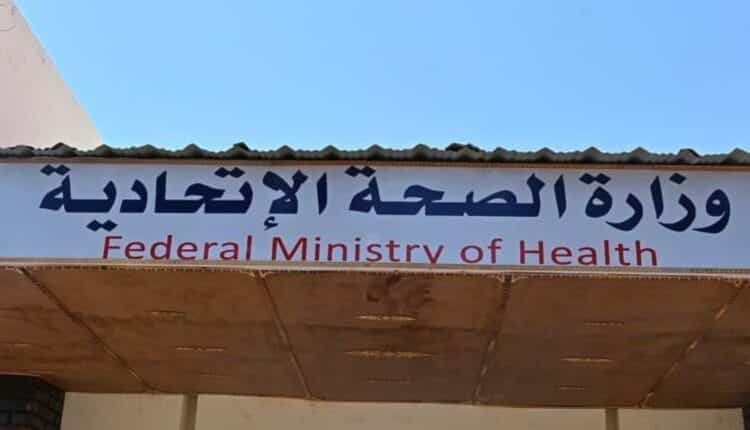 وزارة الصحة الإتحادية
Federal Ministry of Health